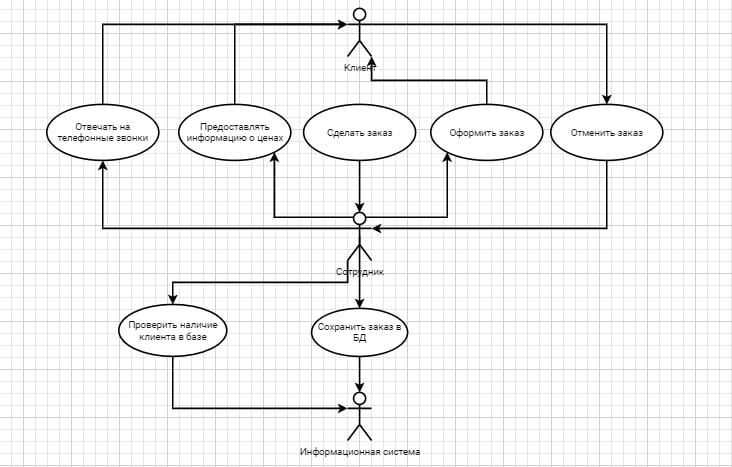 Клиент
Отвечать на
телефонные звонки
Предоставлять
информацию о ценах
Сделать заказ
Оформить заказ
Отменить заказ
Сотрудник
Проверить наличие
клиента в базе
Сохранить заказ в
БД
Информационная система